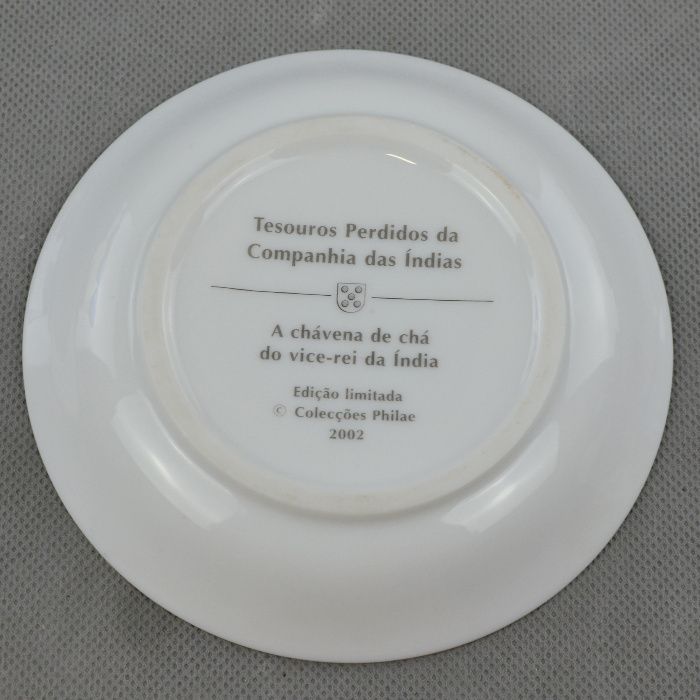 Tesouros Perdidos da
Companhia das Índias
A chávena de chá
do vice-rei da Índia
Edição limitada
© Colecções Philae
2002